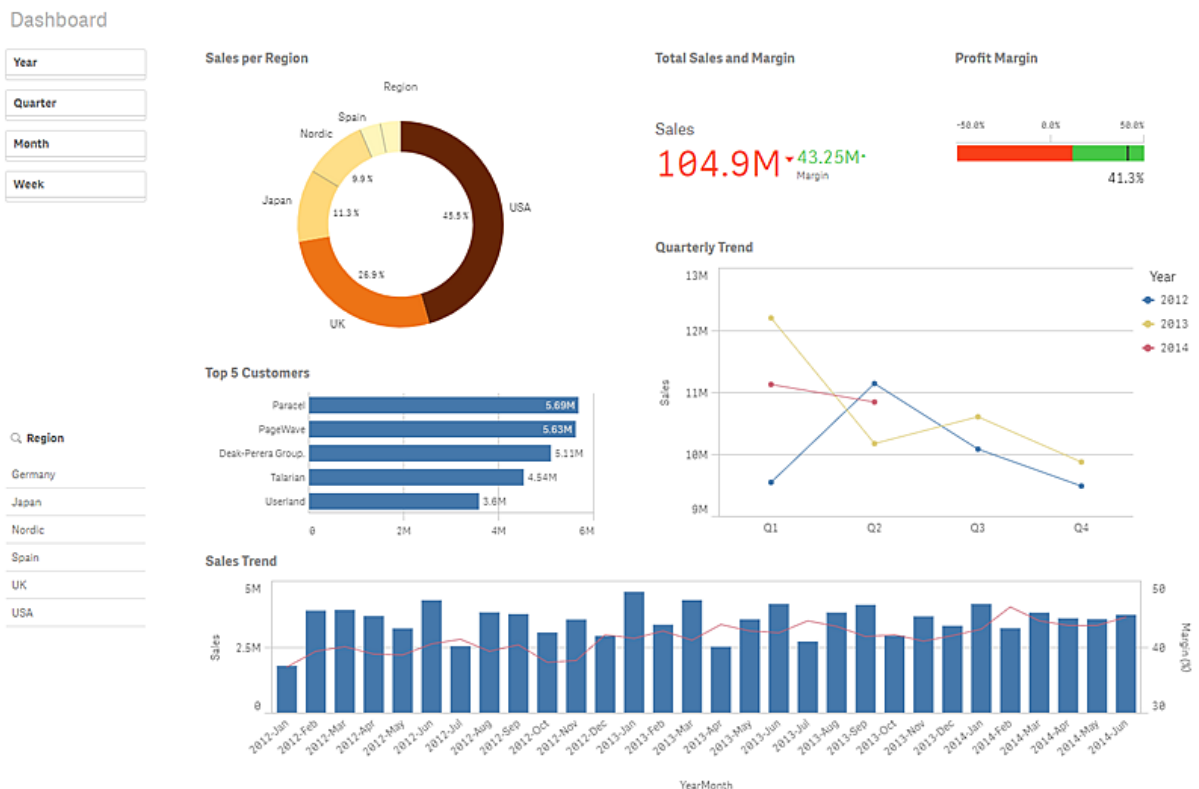 Dashboard
Year
Quarter
Month
Week
Region
Germany
Japan
Nordic
Spain
UK
USA
Sales per Region
Region
Spain
Nordic
Japan
UK
USA
9.9%
11.3%
26.9%
45.5%
Total Sales and Margin
Sales
104.9M
43.25M
Margin
Profit Margin
-50.0% 0.0% 50.0%
41.3%
Top 5 Customers
Paracel 5.69M
PageWave 5.63M
Deak-Perera Group. 5.11M
Talarian 4.54M
Userland 3.6M
0 2M 4M 6M
Quarterly Trend
13M
12M
11M
10M
9M
Sales
Q1 Q2 Q3 Q4
Year
2012
2013
2014
Sales Trend
5M
2.5M
0
Sales
50
40
30
Margin (%)
2012-Jan 2012-Feb 2012-Mar 2012-Apr 2012-May 2012-Jun 2012-Jul 2012-Aug 2012-Sep 2012-Oct 2012-Nov 2012-Dec 2013-Jan 2013-Feb 2013-Mar 2013-Apr 2013-May 2013-Jun 2013-Jul 2013-Aug 2013-Sep 2013-Oct 2013-Nov 2013-Dec 2014-Jan 2014-Feb 2014-Mar 2014-Apr 2014-May 2014-Jun
YearMonth